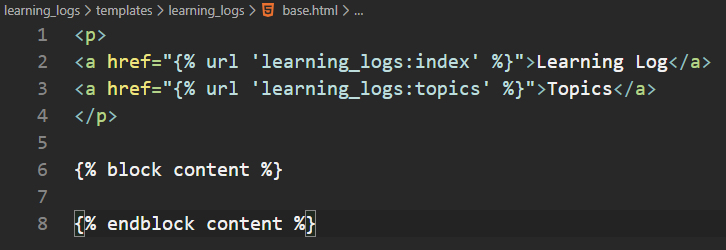 learning_logs > templates > learning_logs > base.html > ...
1 <p>
2 <a href="{% url 'learning_logs:index' %}">Learning Log</a>
3 <a href="{% url 'learning_logs:topics' %}">Topics</a>
4 </p>
5
6 {% block content %}
7
8 {% endblock content %}